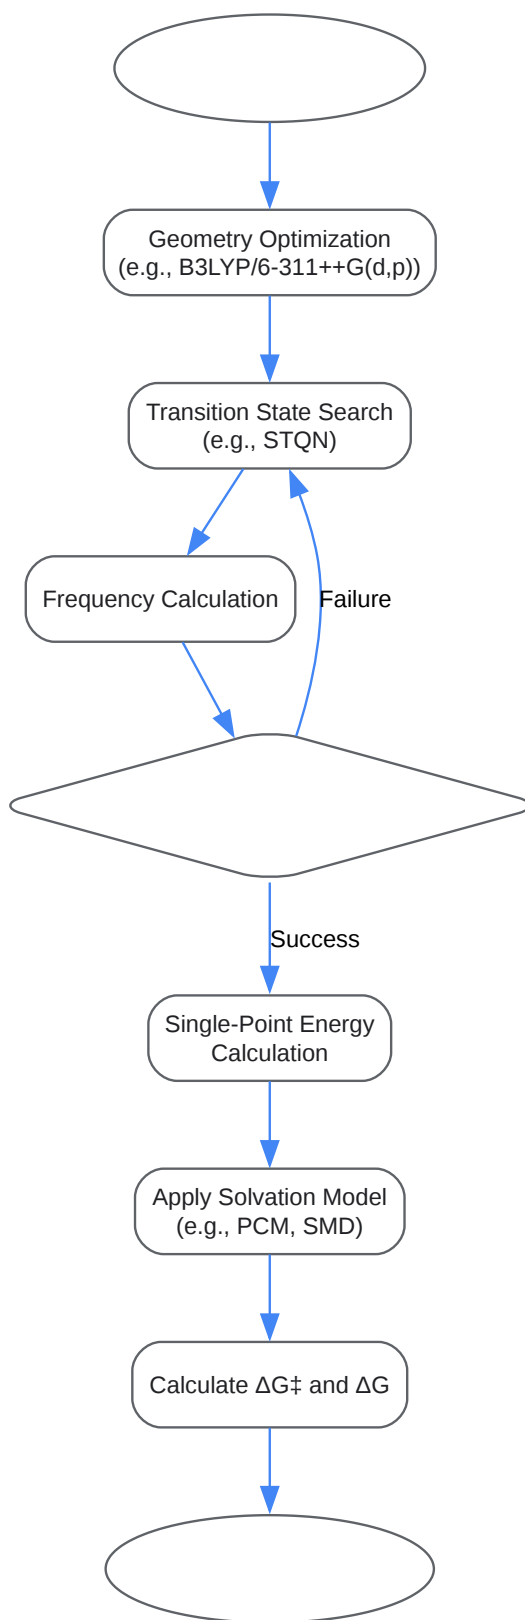 Geometry Optimization
(e.g., B3LYP/6-311++G(d,p))
Transition State Search
(e.g., STQN)
Frequency Calculation
Failure
Success
Single-Point Energy
Calculation
Apply Solvation Model
(e.g., PCM, SMD)
Calculate ΔG‡ and ΔG